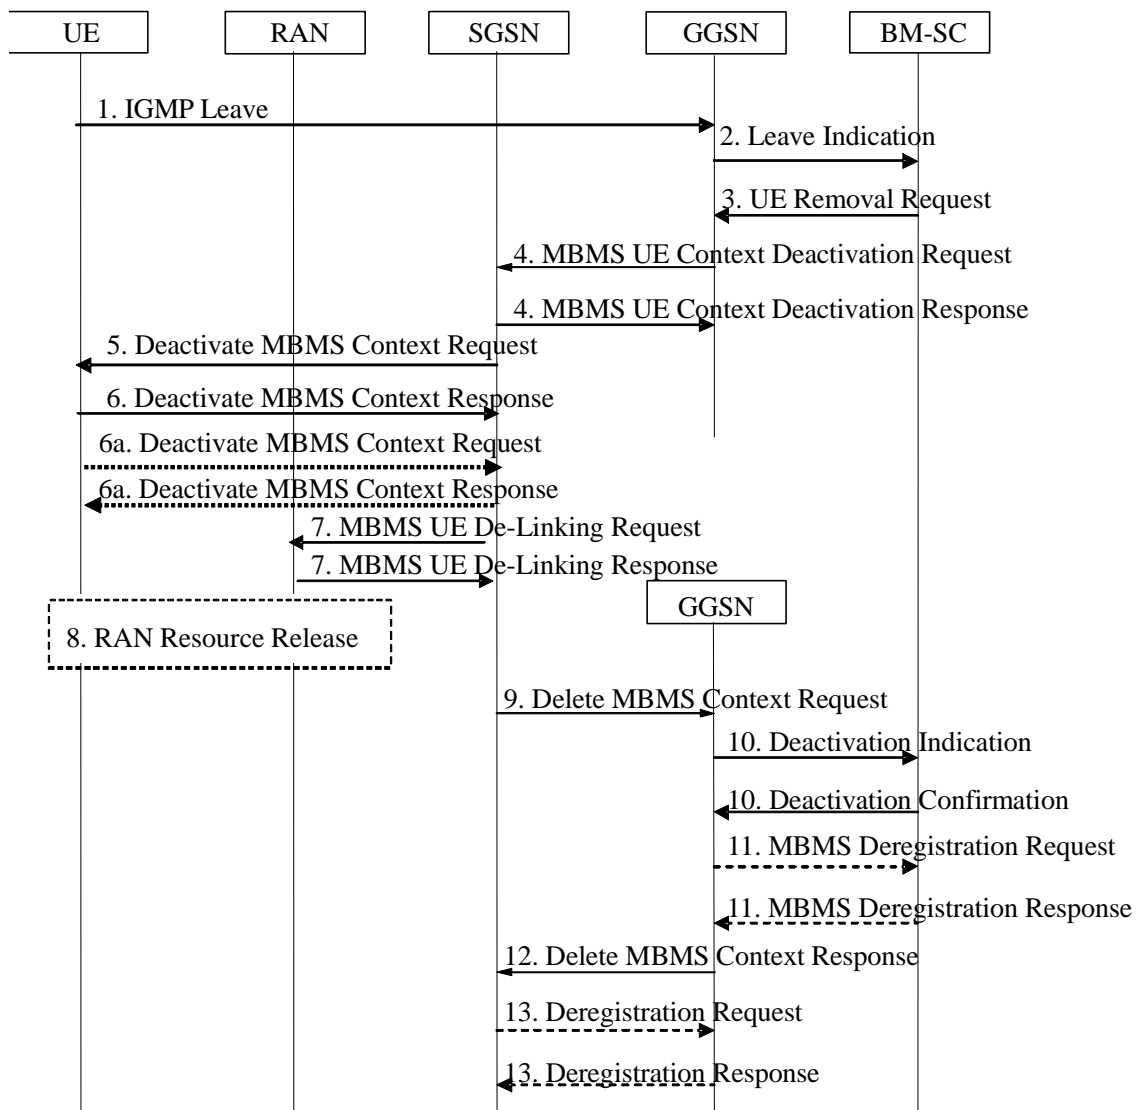 UE
RAN
SGSN
GGSN
BM-SC
1. IGMP Leave
2. Leave Indication
3. UE Removal Request
4. MBMS UE Context Deactivation Request
4. MBMS UE Context Deactivation Response
5. Deactivate MBMS Context Request
6. Deactivate MBMS Context Response
6a. Deactivate MBMS Context Request
6a. Deactivate MBMS Context Response
7. MBMS UE De-Linking Request
7. MBMS UE De-Linking Response
GGSN
8. RAN Resource Release
9. Delete MBMS Context Request
10. Deactivation Indication
10. Deactivation Confirmation
11. MBMS Deregistration Request
11. MBMS Deregistration Response
12. Delete MBMS Context Response
13. Deregistration Request
13. Deregistration Response